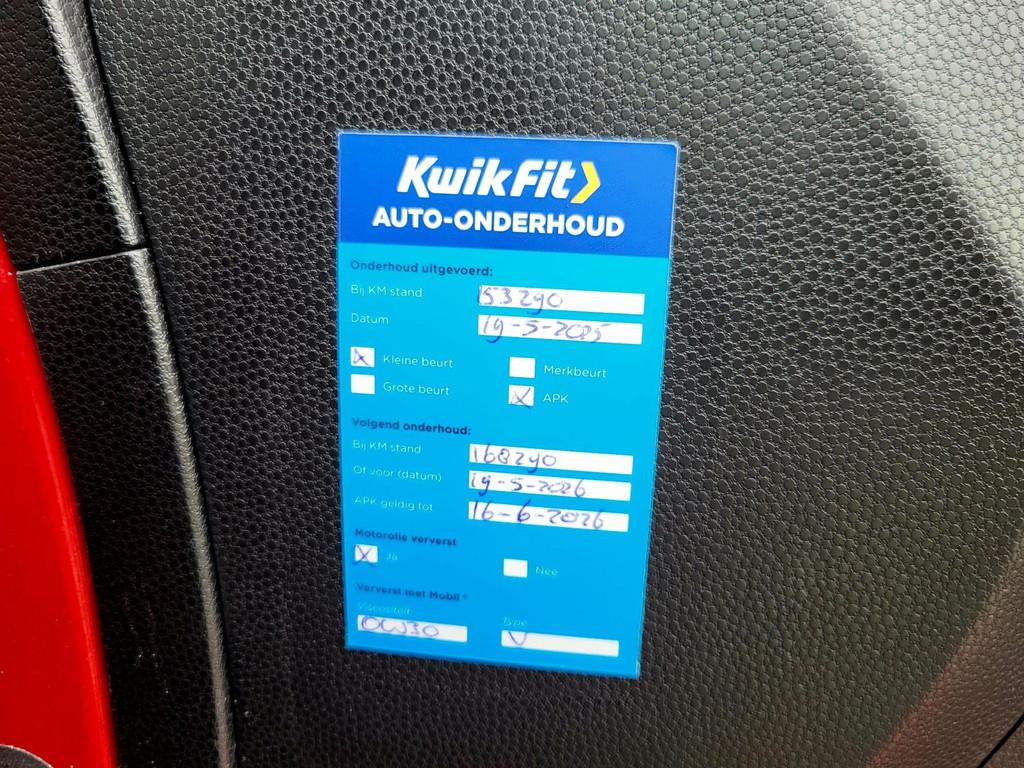 KwikFit
AUTO-ONDERHOUD
Onderhoud uitgevoerd:
Bij KM stand 153290
Datum 19-5-2025
Kleine beurt Merkbeurt
Grote beurt APK
Volgend onderhoud:
Bij KM stand 168290
Of voor (datum) 19-5-2026
APK geldig tot 16-6-2026
Motorolie ververst
Ja Nee
Ververst met Mobil *
Viscositeit Type
0W30 V